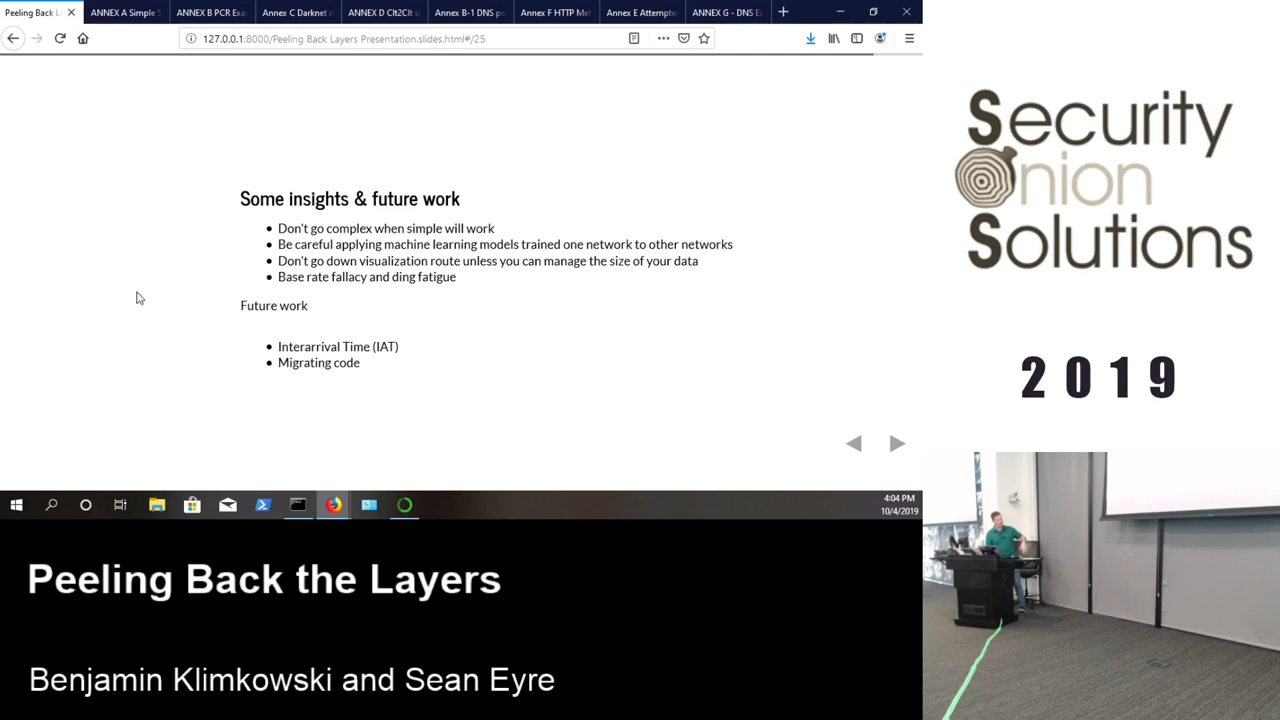 Peeling Back L
ANNEX A Simple S
ANNEX B PCR Exa
Annex C Darknet n
ANNEX D Clt2Clt s
Annex B-1 DNS po
Annex F HTTP Met
Annex E Attempte
ANNEX G - DNS E
127.0.0.1:8000/Peeling Back Layers Presentation.slides.html#/25
Some insights & future work
Don't go complex when simple will work
Be careful applying machine learning models trained one network to other networks
Don't go down visualization route unless you can manage the size of your data
Base rate fallacy and ding fatigue
Future work
Interarrival Time (IAT)
Migrating code
4:04 PM
10/4/2019
Peeling Back the Layers
Benjamin Klimkowski and Sean Eyre
Security
Onion
Solutions
2019